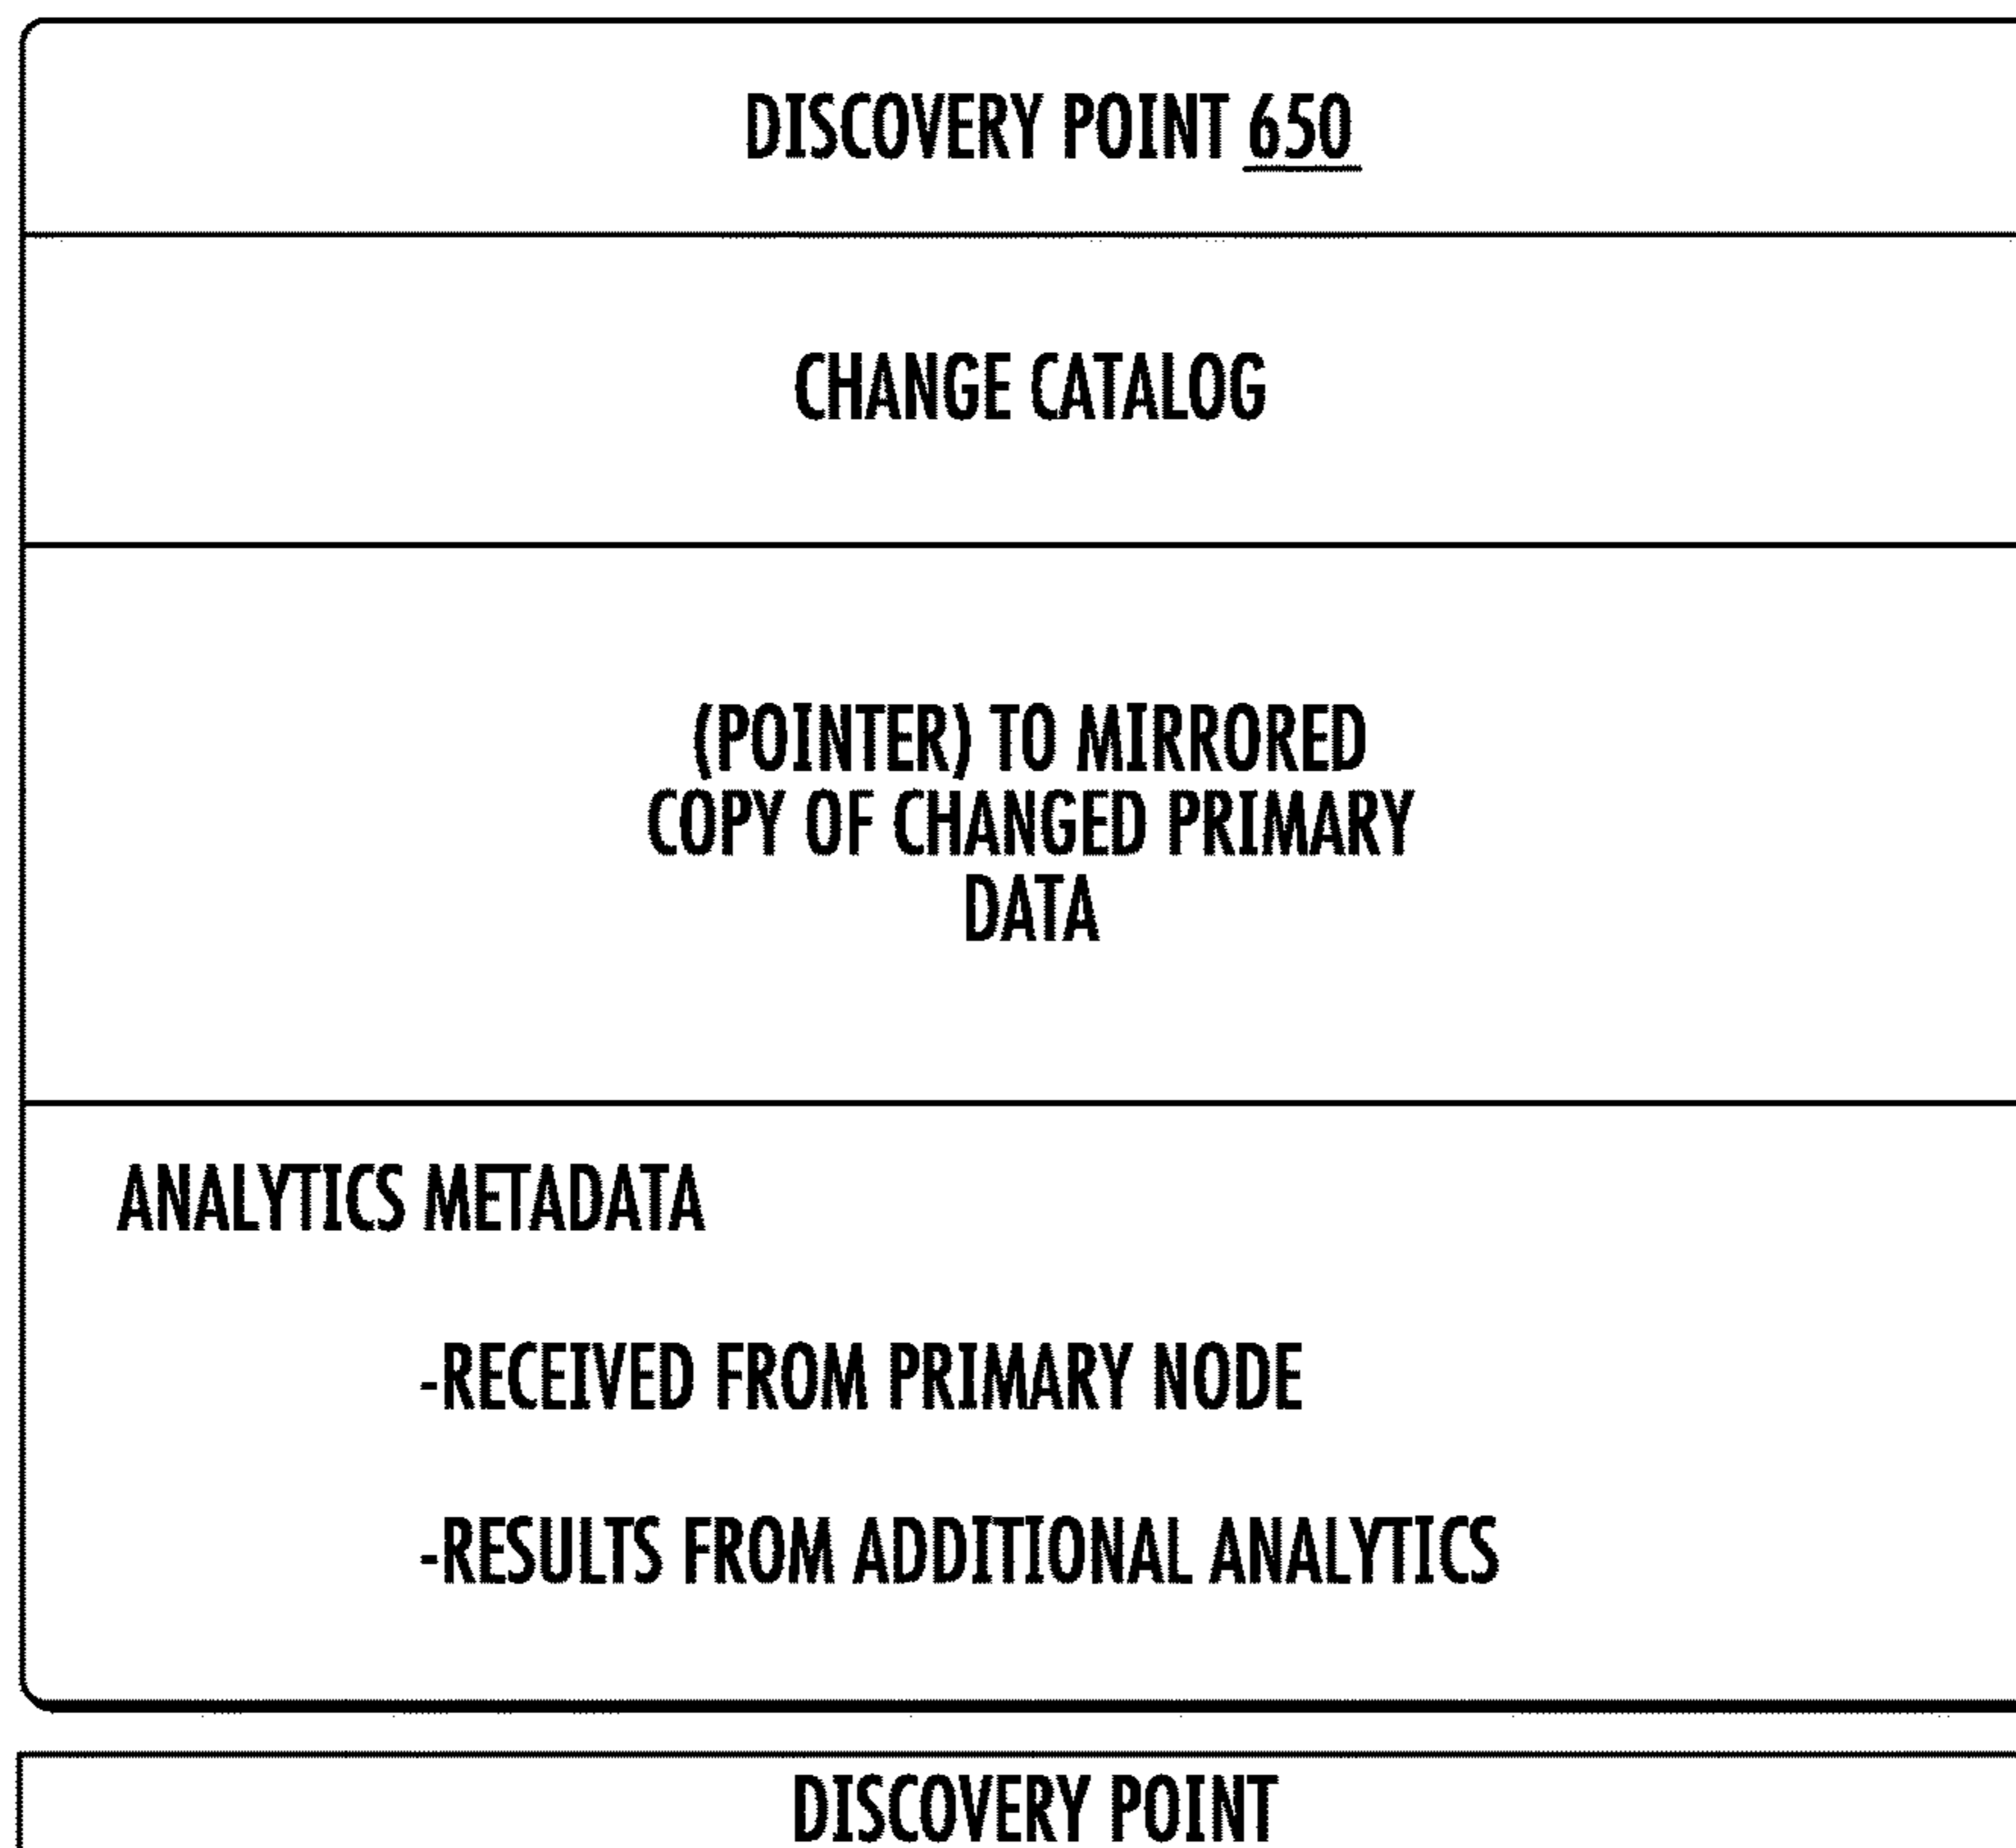 DISCOVERY POINT 650
CHANGE CATALOG
(POINTER) TO MIRRORED
COPY OF CHANGED PRIMARY
DATA
ANALYTICS METADATA
-RECEIVED FROM PRIMARY NODE
-RESULTS FROM ADDITIONAL ANALYTICS
DISCOVERY POINT